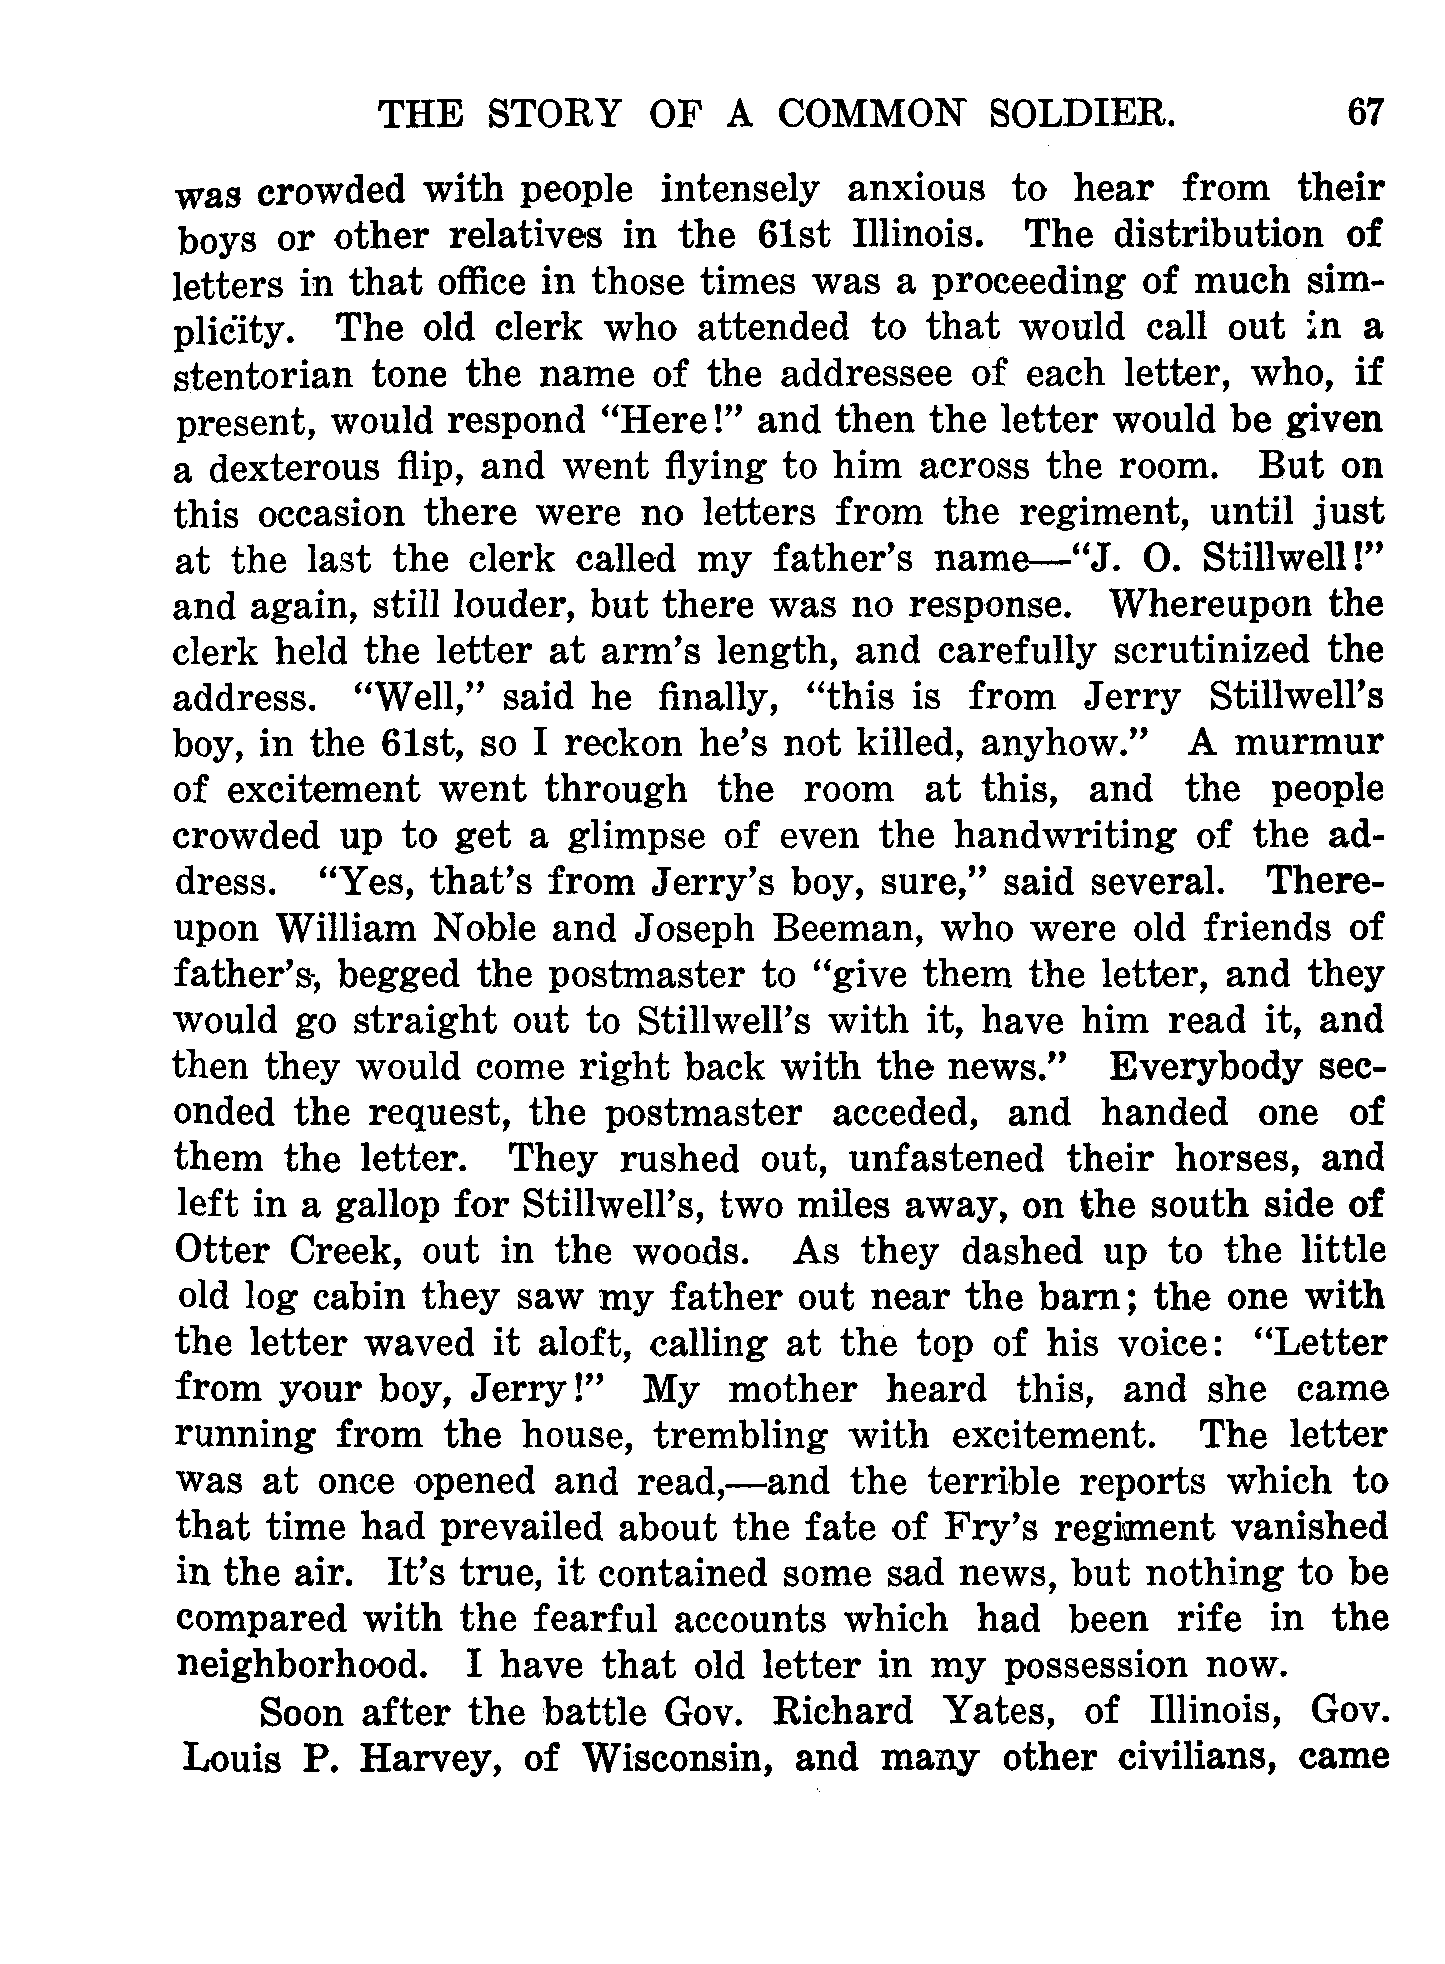 THE STORY OF A COMMON SOLDIER. 67
was crowded with people intensely anxious to hear from their
boys or other relatives in the 61st Illinois. The distribution of
letters in that office in those times was a proceeding of much sim-
plicity. The old clerk who attended to that would call out in a
stentorian tone the name of the addressee of each letter, who, if
present, would respond “Here!” and then the letter would be given
a dexterous flip, and went flying to him across the room. But on
this occasion there were no letters from the regiment, until just
at the last the clerk called my father’s name—“J. O. Stillwell!”
and again, still louder, but there was no response. Whereupon the
clerk held the letter at arm’s length, and carefully scrutinized the
address. “Well,” said he finally, “this is from Jerry Stillwell’s
boy, in the 61st, so I reckon he’s not killed, anyhow.” A murmur
of excitement went through the room at this, and the people
crowded up to get a glimpse of even the handwriting of the ad-
dress. “Yes, that’s from Jerry’s boy, sure,” said several. There-
upon William Noble and Joseph Beeman, who were old friends of
father’s, begged the postmaster to “give them the letter, and they
would go straight out to Stillwell’s with it, have him read it, and
then they would come right back with the news.” Everybody sec-
onded the request, the postmaster acceded, and handed one of
them the letter. They rushed out, unfastened their horses, and
left in a gallop for Stillwell’s, two miles away, on the south side of
Otter Creek, out in the woods. As they dashed up to the little
old log cabin they saw my father out near the barn; the one with
the letter waved it aloft, calling at the top of his voice: “Letter
from your boy, Jerry!” My mother heard this, and she came
running from the house, trembling with excitement. The letter
was at once opened and read,—and the terrible reports which to
that time had prevailed about the fate of Fry’s regiment vanished
in the air. It’s true, it contained some sad news, but nothing to be
compared with the fearful accounts which had been rife in the
neighborhood. I have that old letter in my possession now.
Soon after the battle Gov. Richard Yates, of Illinois, Gov.
Louis P. Harvey, of Wisconsin, and many other civilians, came